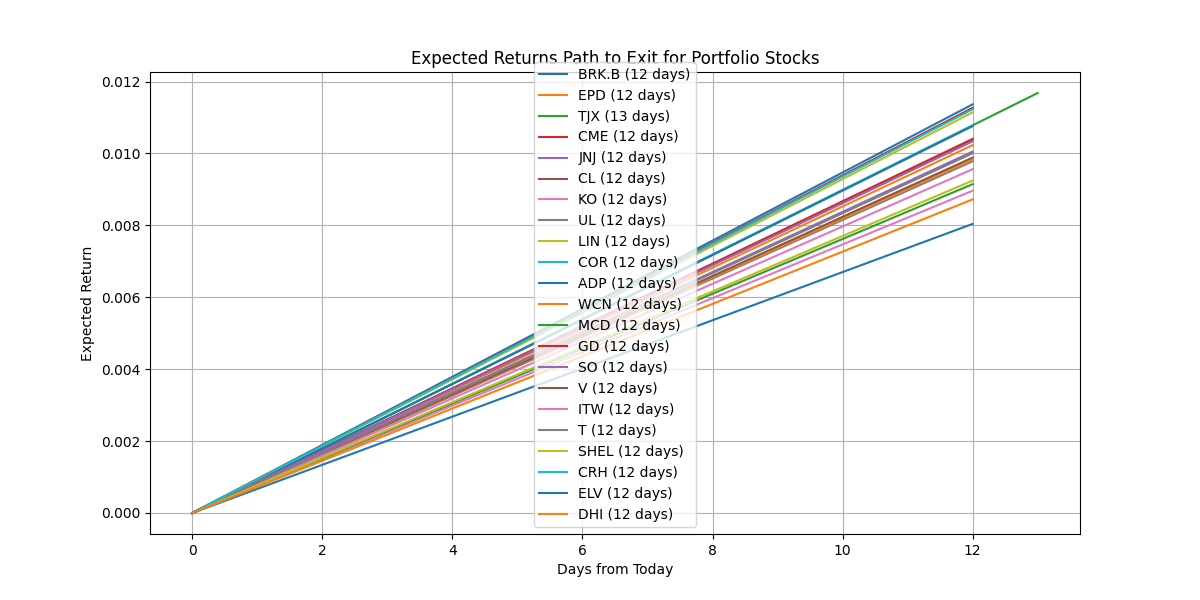 Expected Returns Path to Exit for Portfolio Stocks
BRK.B (12 days)
EPD (12 days)
TJX (13 days)
CME (12 days)
JNJ (12 days)
CL (12 days)
KO (12 days)
UL (12 days)
LIN (12 days)
COR (12 days)
ADP (12 days)
WCN (12 days)
MCD (12 days)
GD (12 days)
SO (12 days)
V (12 days)
ITW (12 days)
T (12 days)
SHEL (12 days)
CRH (12 days)
ELV (12 days)
DHI (12 days)
Expected Return
0.012
0.010
0.008
0.006
0.004
0.002
0.000
0 2 4 6 8 10 12
Days from Today